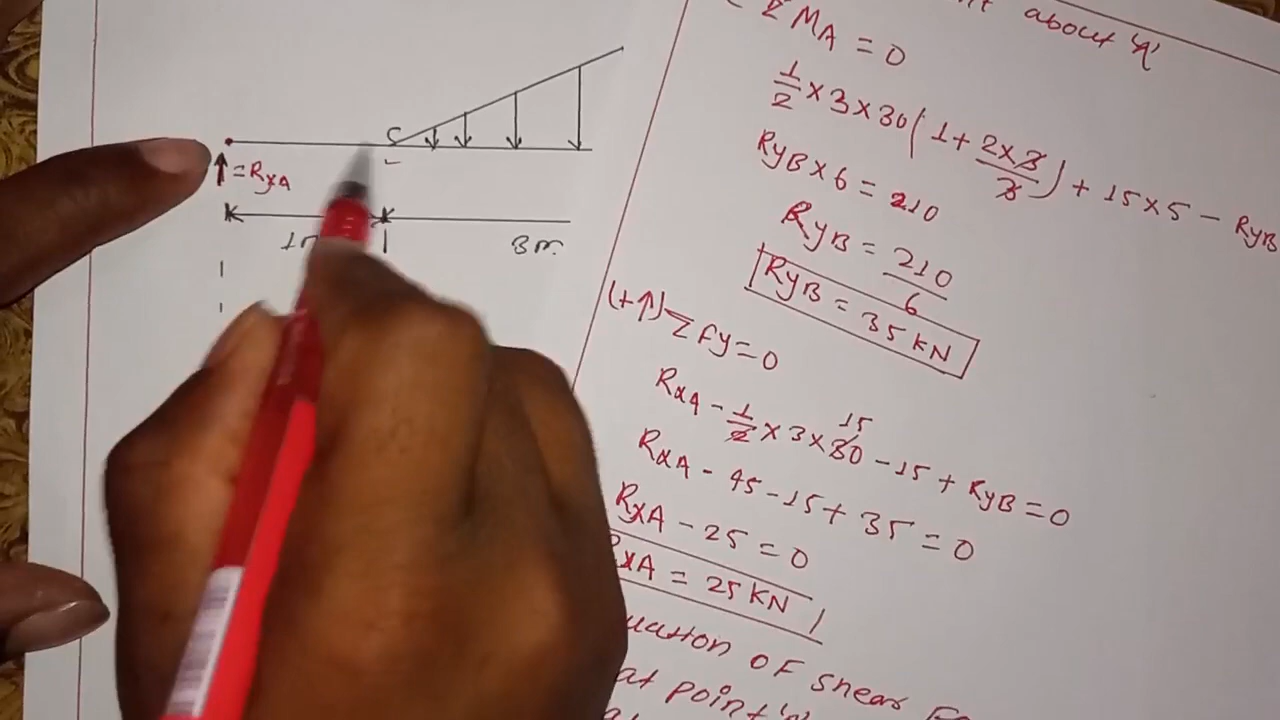 about 'A'
ΣM_A = 0
1/2 × 3 × 30 (1 + 2×3/3) + 15×5 − RyB
RyB × 6 = 210
RyB = 210/6
RyB = 35 KN
(+↑) Σfy = 0
RxA − 1/2 × 3 × 30 15 − 15 + RyB = 0
RxA − 45 − 15 + 35 = 0
RxA − 25 = 0
RxA = 25 KN
OF shear
at point
C
↑ = RxA
3m.